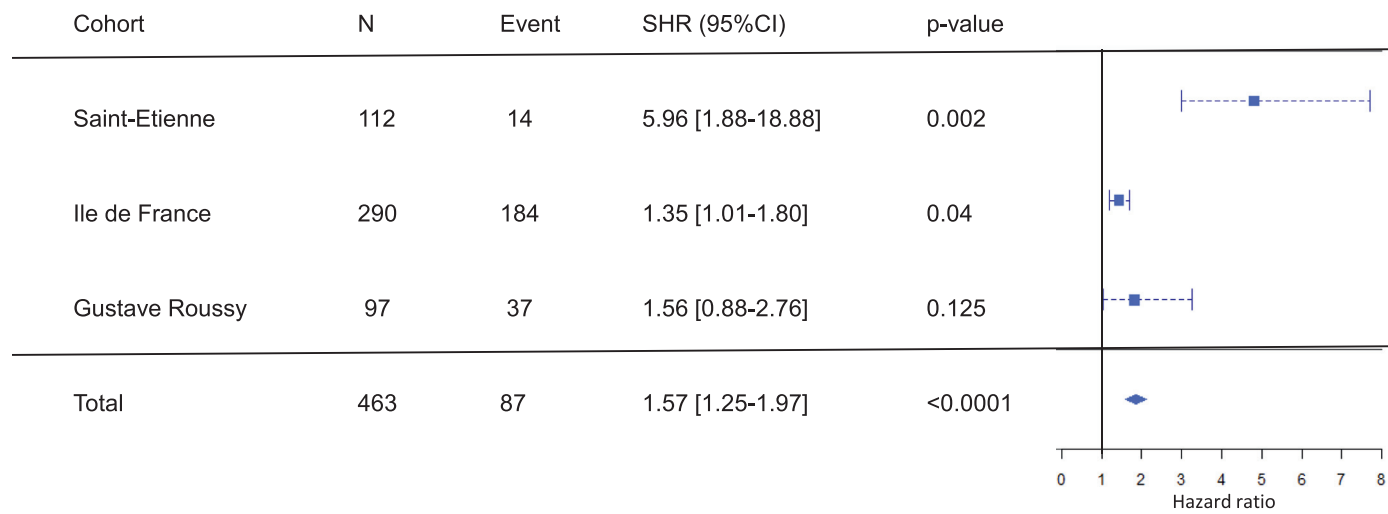 Cohort N Event SHR (95%CI) p-value
Saint-Etienne 112 14 5.96 [1.88-18.88] 0.002
Ile de France 290 184 1.35 [1.01-1.80] 0.04
Gustave Roussy 97 37 1.56 [0.88-2.76] 0.125
Total 463 87 1.57 [1.25-1.97] <0.0001
0 1 2 3 4 5 6 7 8
Hazard ratio